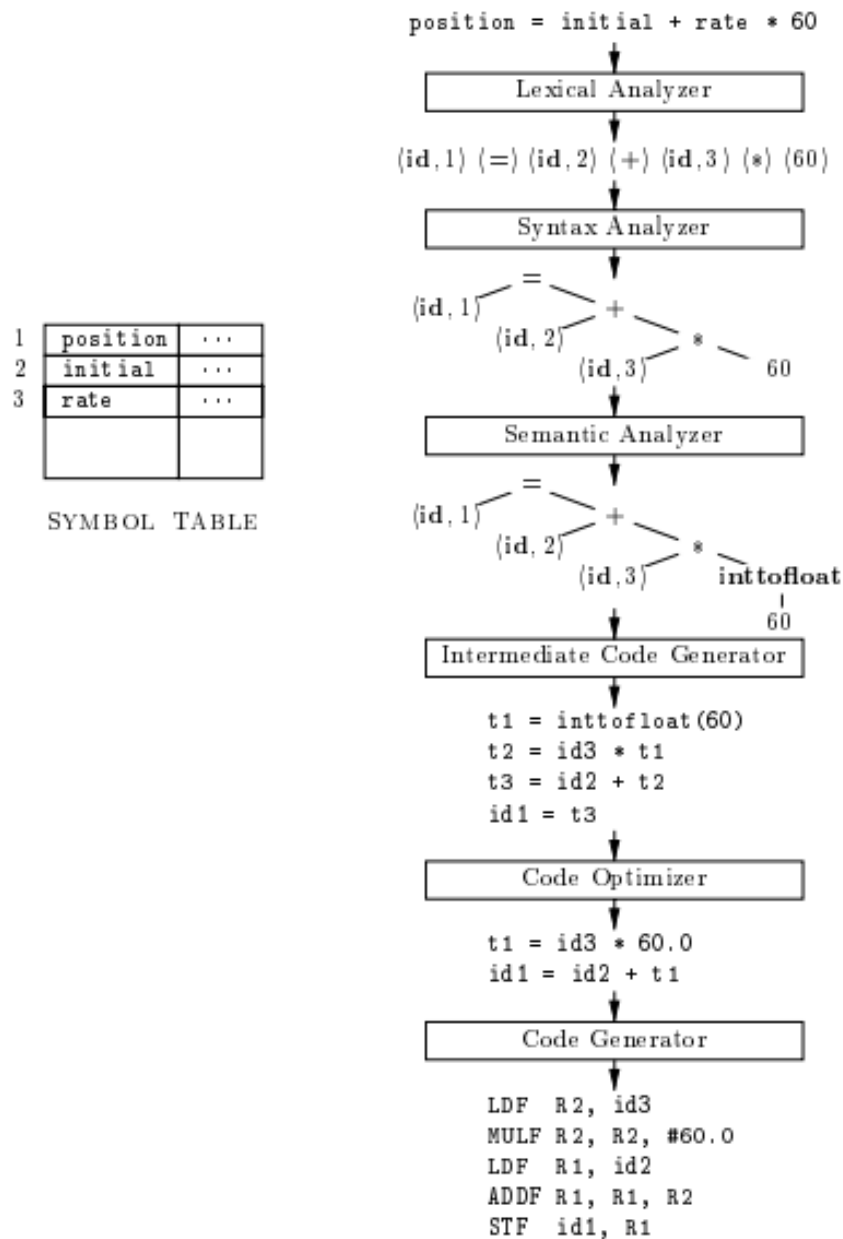 position = initial + rate * 60
Lexical Analyzer
⟨id,1⟩ ⟨=⟩ ⟨id,2⟩ ⟨+⟩ ⟨id,3⟩ ⟨*⟩ ⟨60⟩
Syntax Analyzer
=
⟨id,1⟩ +
⟨id,2⟩ *
⟨id,3⟩ 60
1 position ···
2 initial ···
3 rate ···
SYMBOL TABLE
Semantic Analyzer
=
⟨id,1⟩ +
⟨id,2⟩ *
⟨id,3⟩ inttofloat
60
Intermediate Code Generator
t1 = inttofloat(60)
t2 = id3 * t1
t3 = id2 + t2
id1 = t3
Code Optimizer
t1 = id3 * 60.0
id1 = id2 + t1
Code Generator
LDF R2, id3
MULF R2, R2, #60.0
LDF R1, id2
ADDF R1, R1, R2
STF id1, R1